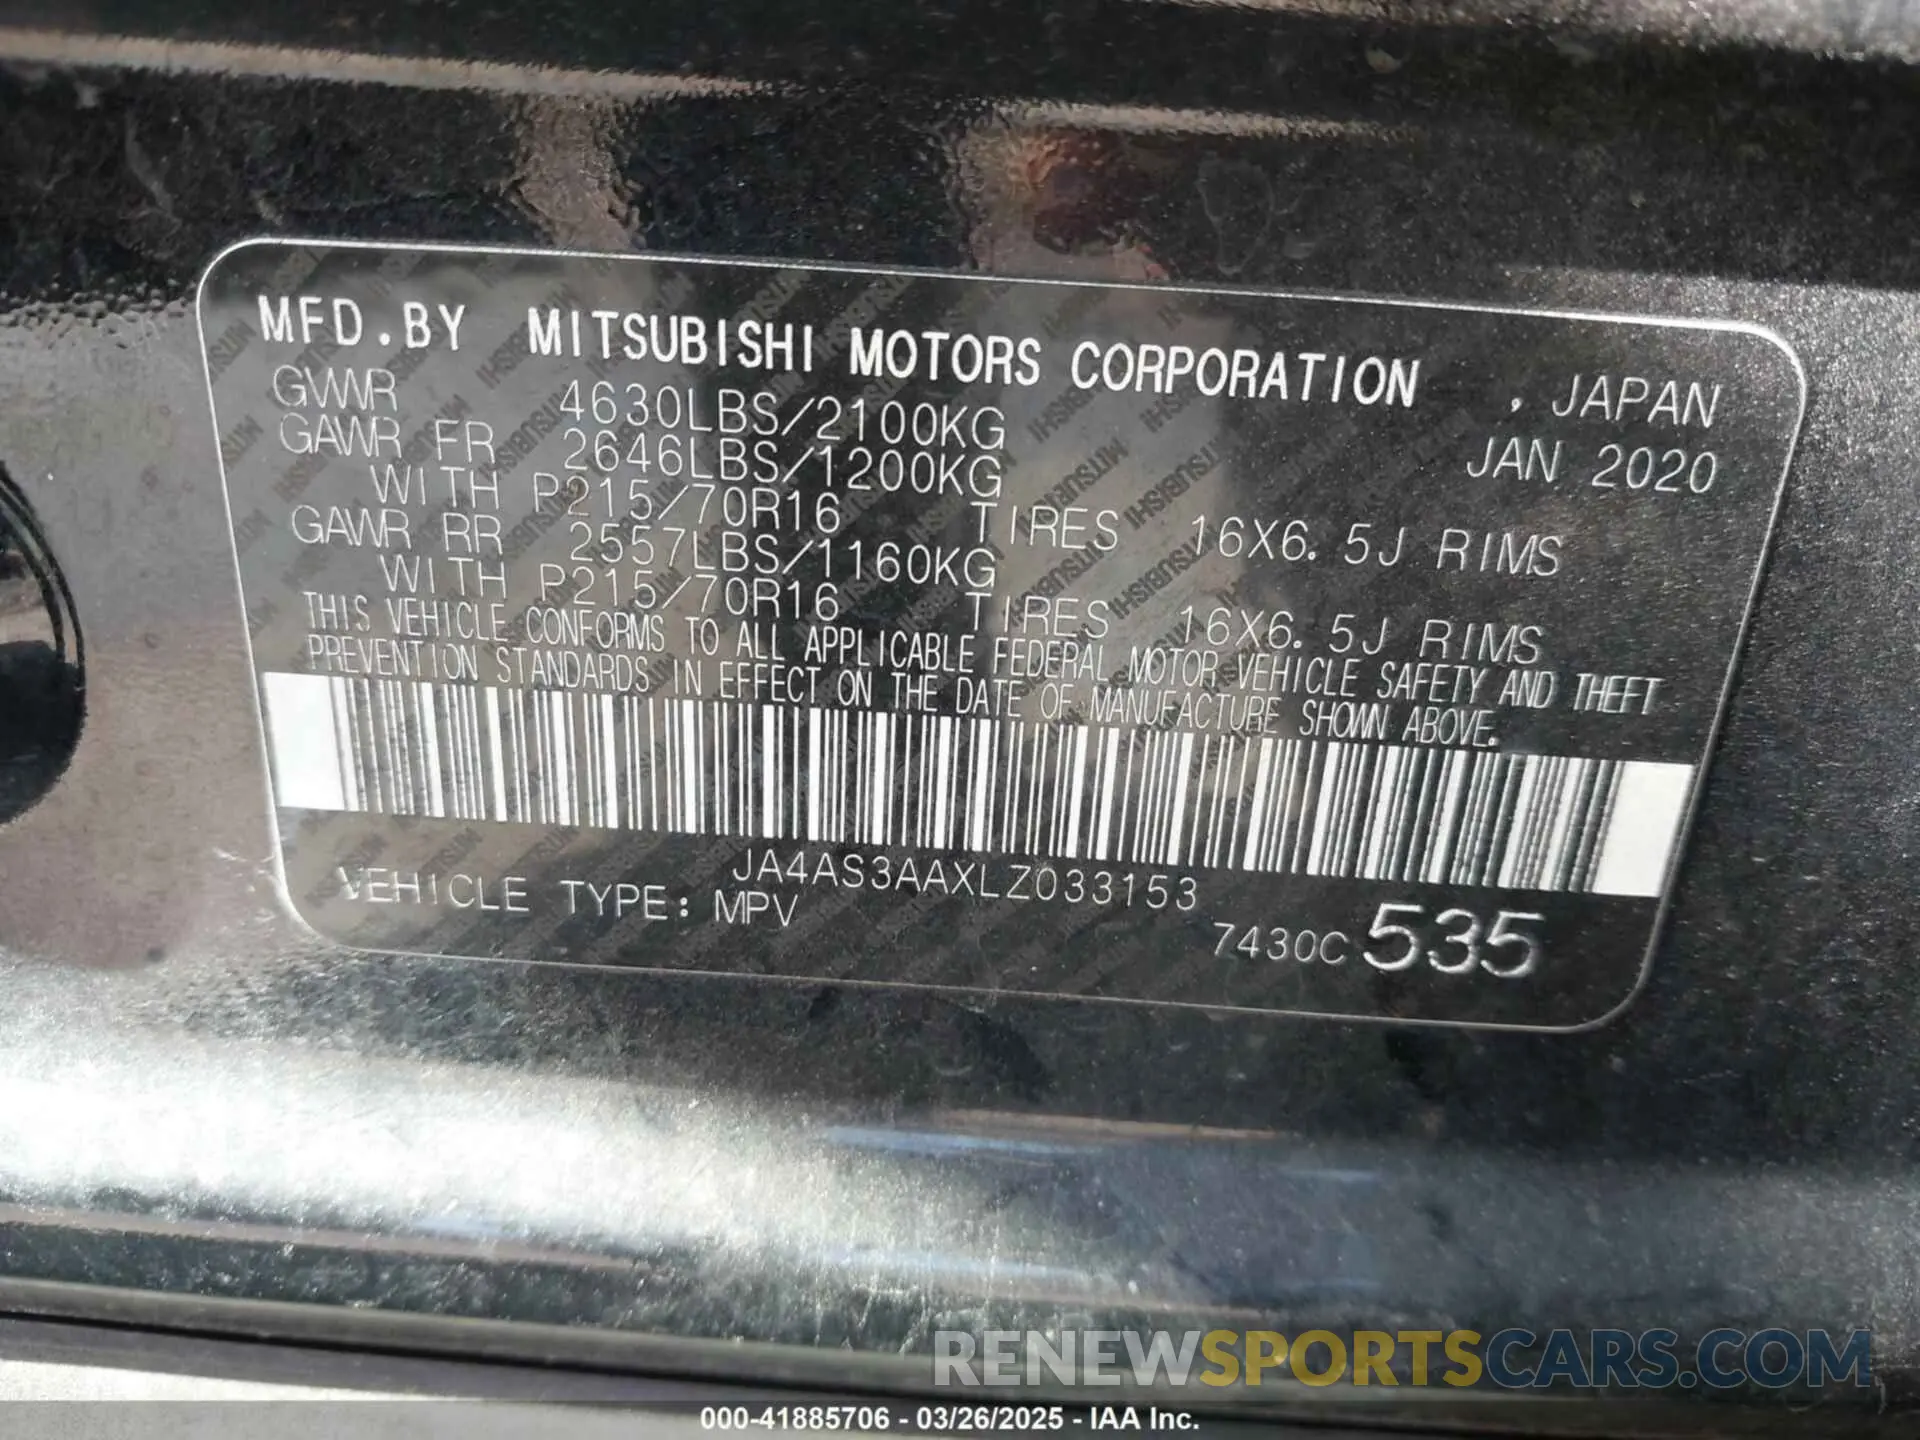 MFD.BY MITSUBISHI MOTORS CORPORATION , JAPAN
GVWR 4630LBS/2100KG JAN 2020
GAWR FR 2646LBS/1200KG
WITH P215/70R16 TIRES 16X6.5J RIMS
GAWR RR 2557LBS/1160KG
WITH P215/70R16 TIRES 16X6.5J RIMS
THIS VEHICLE CONFORMS TO ALL APPLICABLE FEDERAL MOTOR VEHICLE SAFETY AND THEFT
PREVENTION STANDARDS IN EFFECT ON THE DATE OF MANUFACTURE SHOWN ABOVE.
JA4AS3AAXLZ033153
VEHICLE TYPE: MPV
7430C 535
RENEWSPORTSCARS.COM
000-41885706 - 03/26/2025 - IAA Inc.